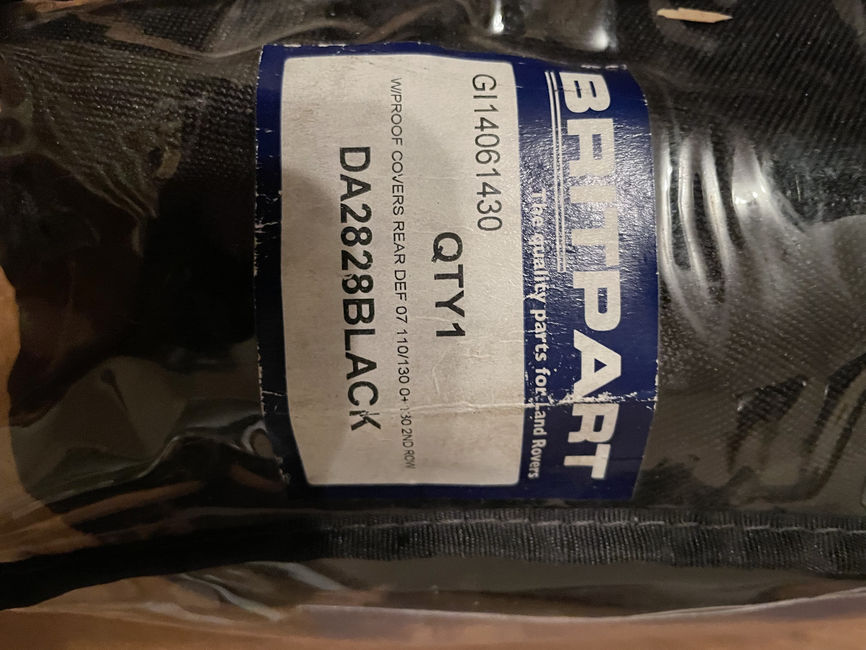 BRITPART
The quality parts for Land Rovers
GI14061430
QTY1
W/PROOF COVERS REAR DEF 07 110/130 0+ 130 2ND ROW
DA2828BLACK